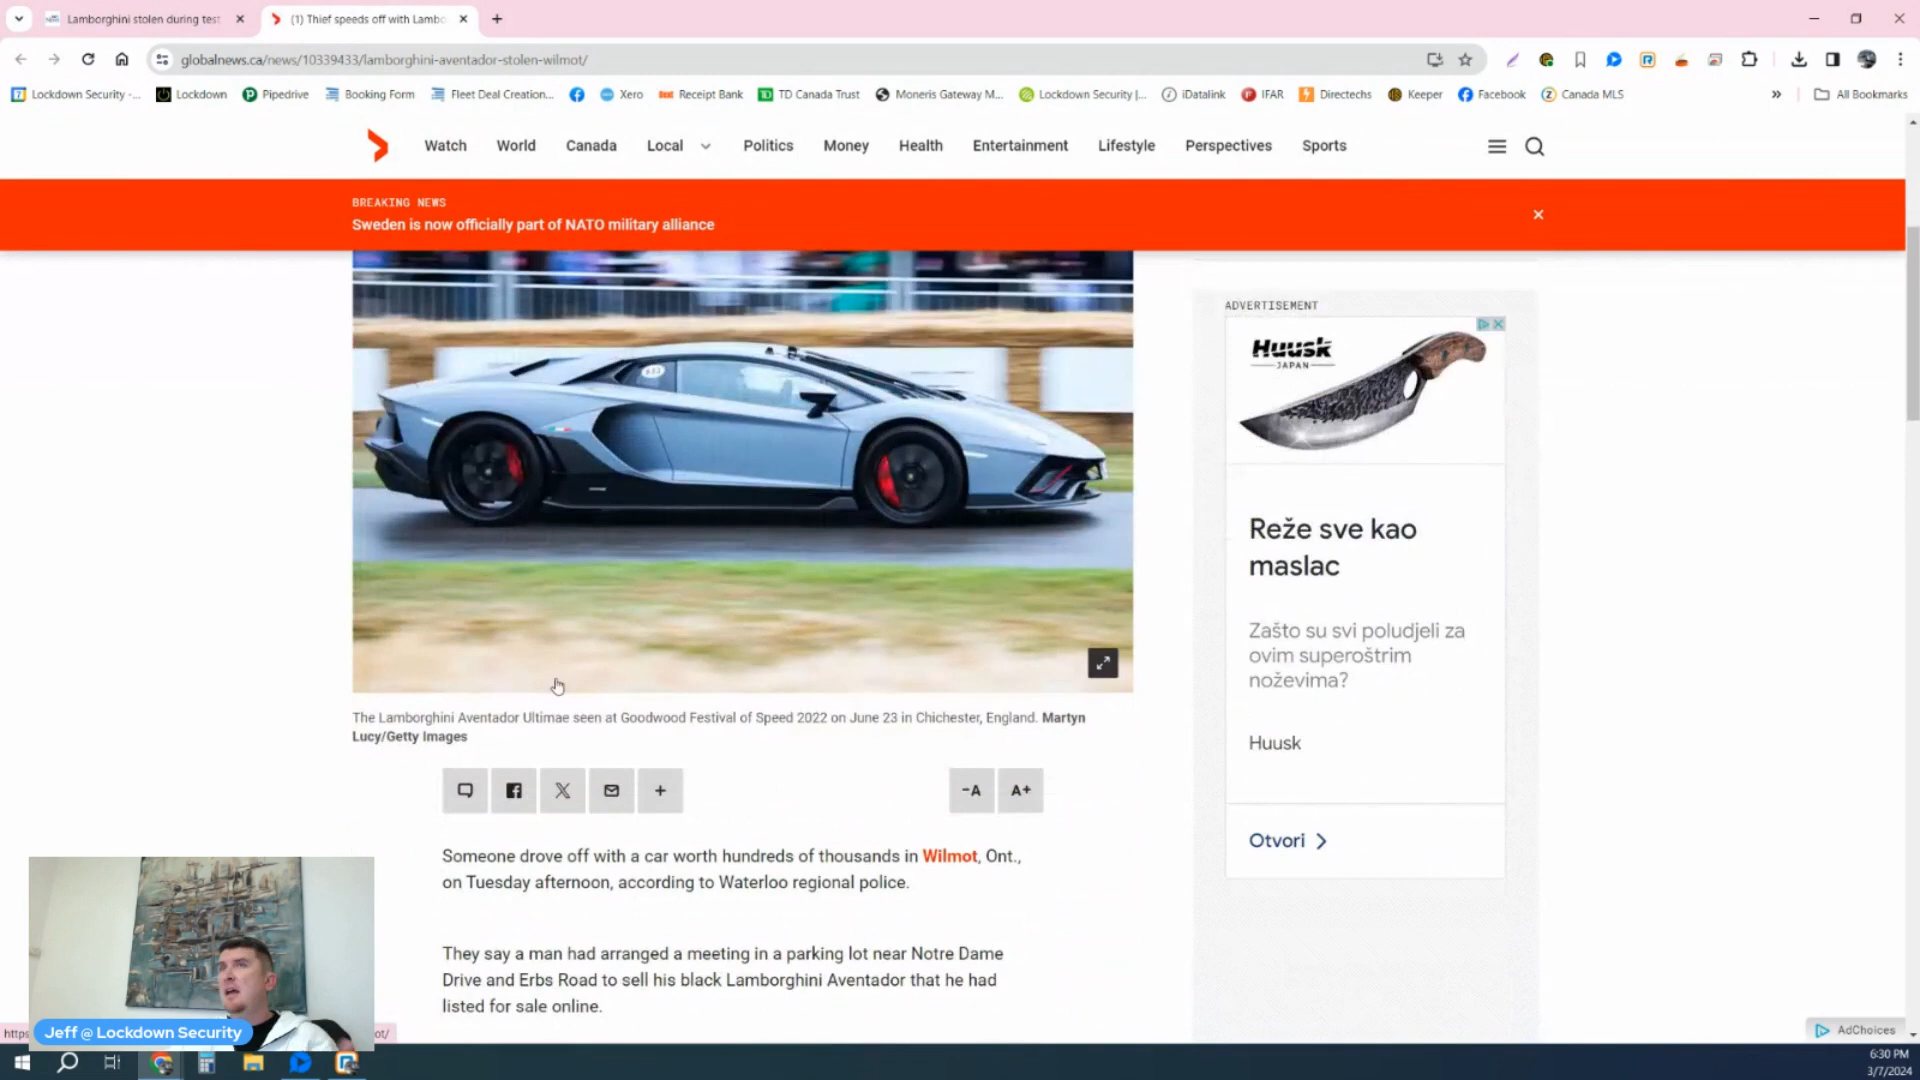 Lamborghini stolen during test
(1) Thief speeds off with Lambo
globalnews.ca/news/10339433/lamborghini-aventador-stolen-wilmot/
Lockdown Security -...
Lockdown
Pipedrive
Booking Form
Fleet Deal Creation...
Xero
Receipt Bank
TD Canada Trust
Moneris Gateway M...
Lockdown Security |...
iDatalink
IFAR
Directechs
Keeper
Facebook
Canada MLS
»
All Bookmarks
Watch
World
Canada
Local
Politics
Money
Health
Entertainment
Lifestyle
Perspectives
Sports
BREAKING NEWS
Sweden is now officially part of NATO military alliance
The Lamborghini Aventador Ultimae seen at Goodwood Festival of Speed 2022 on June 23 in Chichester, England. Martyn
Lucy/Getty Images
-A
A+
Someone drove off with a car worth hundreds of thousands in Wilmot, Ont.,
on Tuesday afternoon, according to Waterloo regional police.
They say a man had arranged a meeting in a parking lot near Notre Dame
Drive and Erbs Road to sell his black Lamborghini Aventador that he had
listed for sale online.
ADVERTISEMENT
Huusk
JAPAN
Reže sve kao
maslac
Zašto su svi poludjeli za
ovim superoštrim
noževima?
Huusk
Otvori
AdChoices
https
ot/
Jeff @ Lockdown Security
6:30 PM
3/7/2024